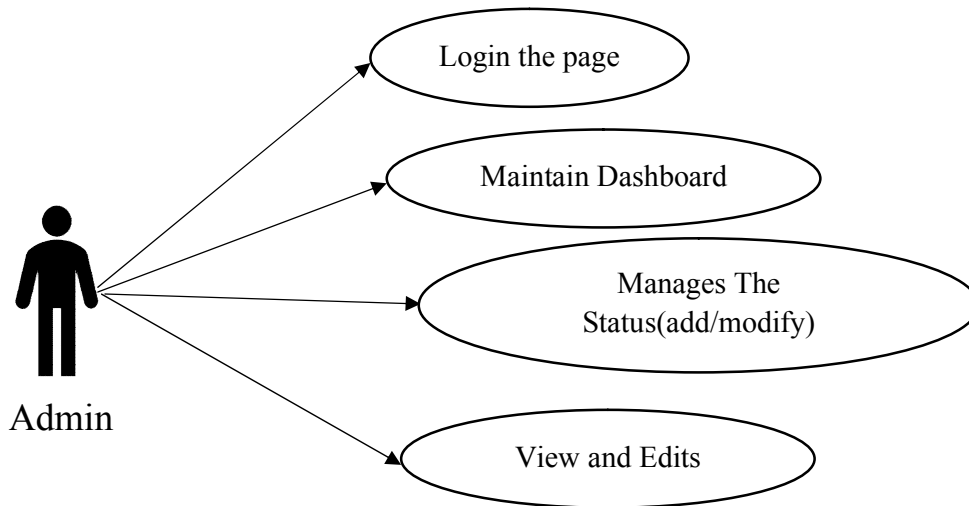 Login the page
Maintain Dashboard
Manages The
Status(add/modify)
Admin
View and Edits